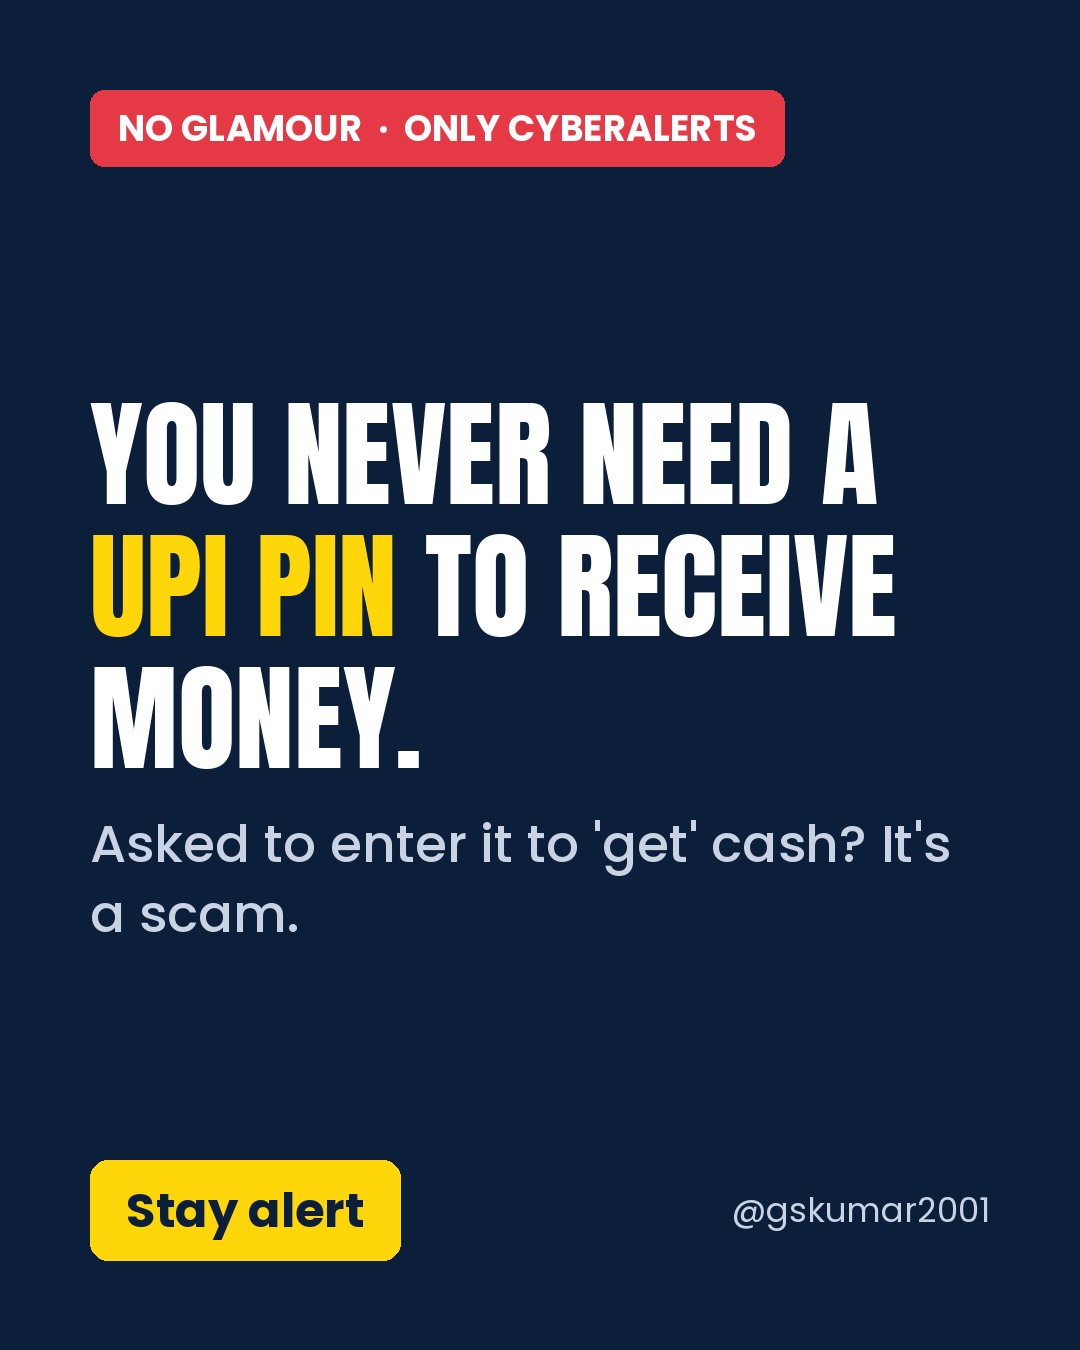 NO GLAMOUR · ONLY CYBERALERTS
YOU NEVER NEED A
UPI PIN TO RECEIVE
MONEY.
Asked to enter it to 'get' cash? It's
a scam.
Stay alert
@gskumar2001